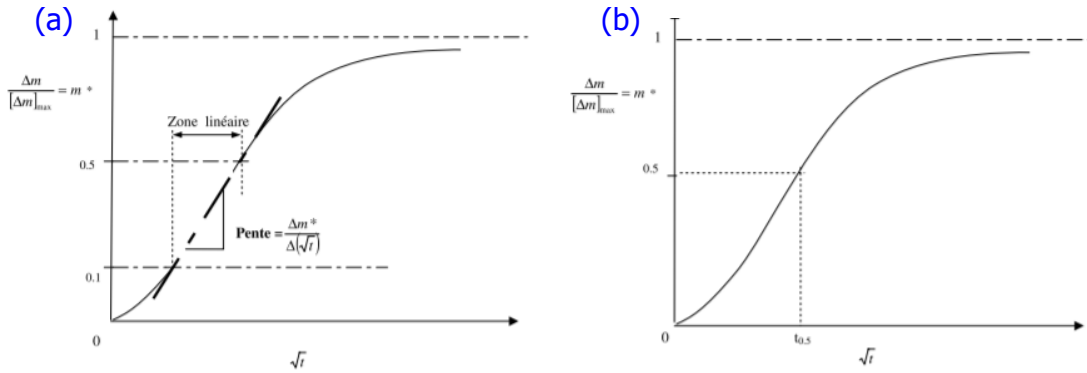 (a)
1
Δm / [Δm]max = m *
Zone linéaire
0.5
Pente = Δm* / Δ(√t)
0.1
0
√t
(b)
1
Δm / [Δm]max = m *
0.5
0
t0.5
√t